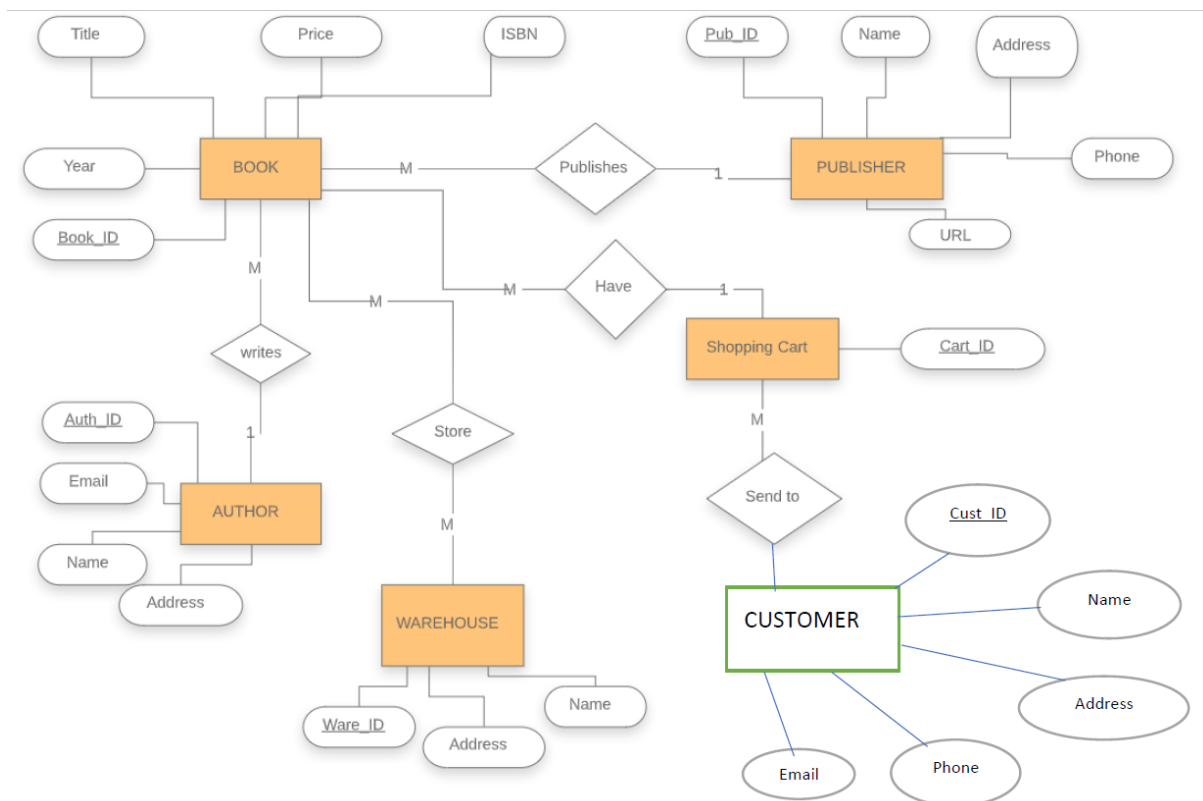 Title
Price
ISBN
Pub_ID
Name
Address
Year
BOOK
M
Publishes
1
PUBLISHER
Phone
Book_ID
URL
M
M
M
Have
1
writes
Shopping Cart
Cart_ID
Auth_ID
1
Store
M
Email
AUTHOR
Send to
Cust_ID
M
Name
Address
WAREHOUSE
CUSTOMER
Name
Ware_ID
Address
Name
Address
Email
Phone